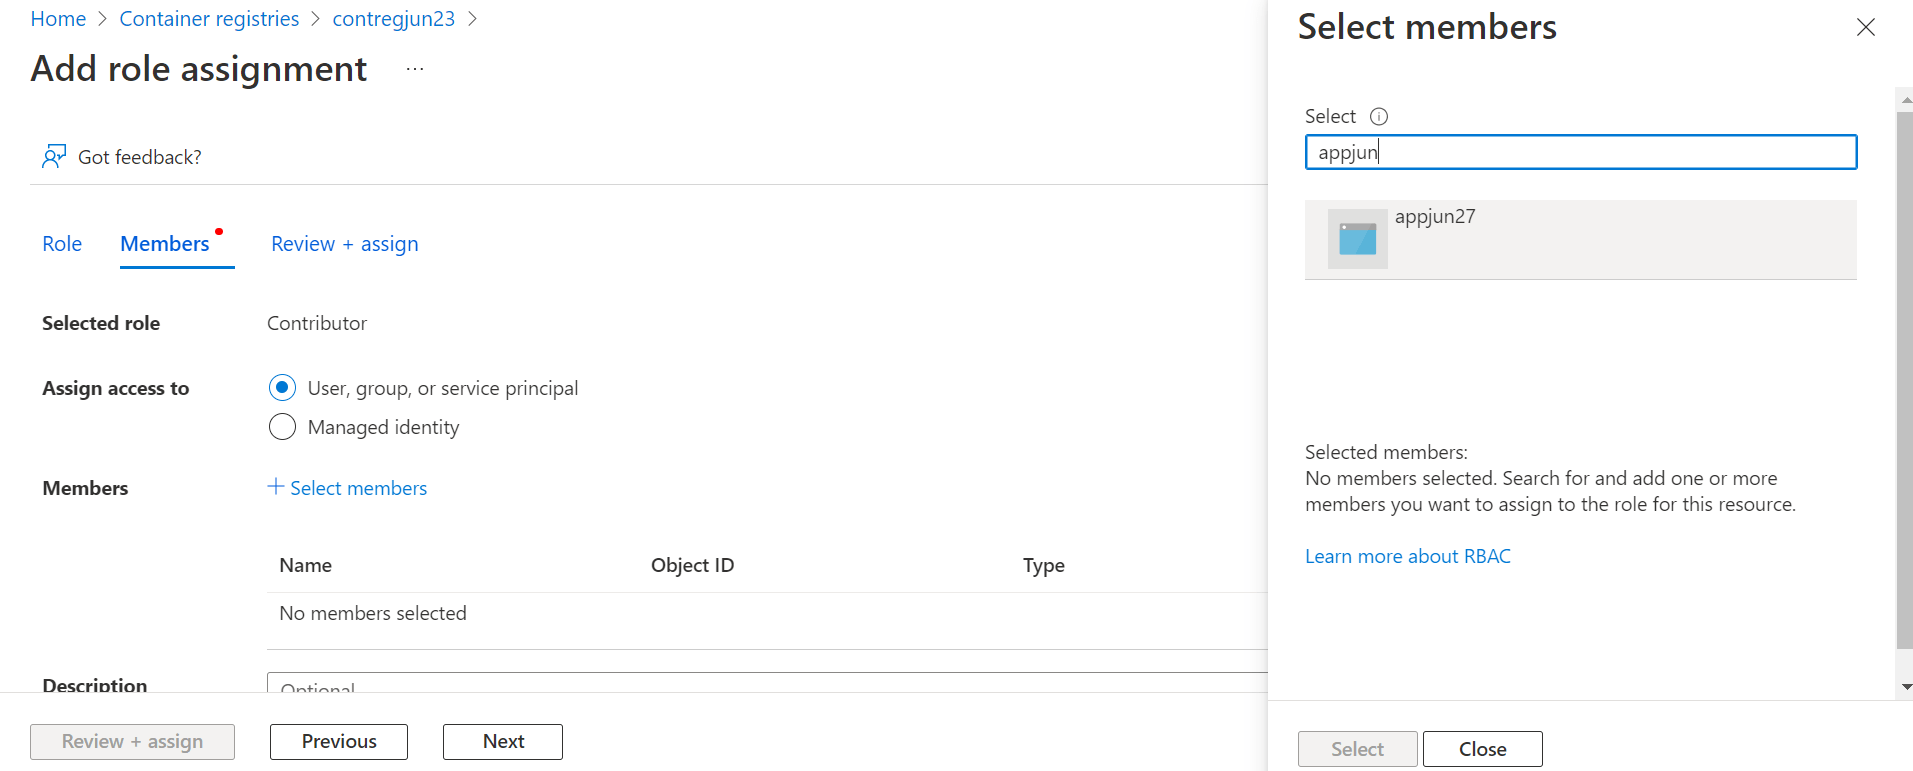 Home > Container registries > contregjun23 >
Add role assignment ...
Got feedback?
Role Members Review + assign
Selected role Contributor
Assign access to User, group, or service principal
Managed identity
Members + Select members
Name Object ID Type
No members selected
Description Optional
Review + assign Previous Next
Select members
Select
appjun
appjun27
Selected members:
No members selected. Search for and add one or more
members you want to assign to the role for this resource.
Learn more about RBAC
Select Close